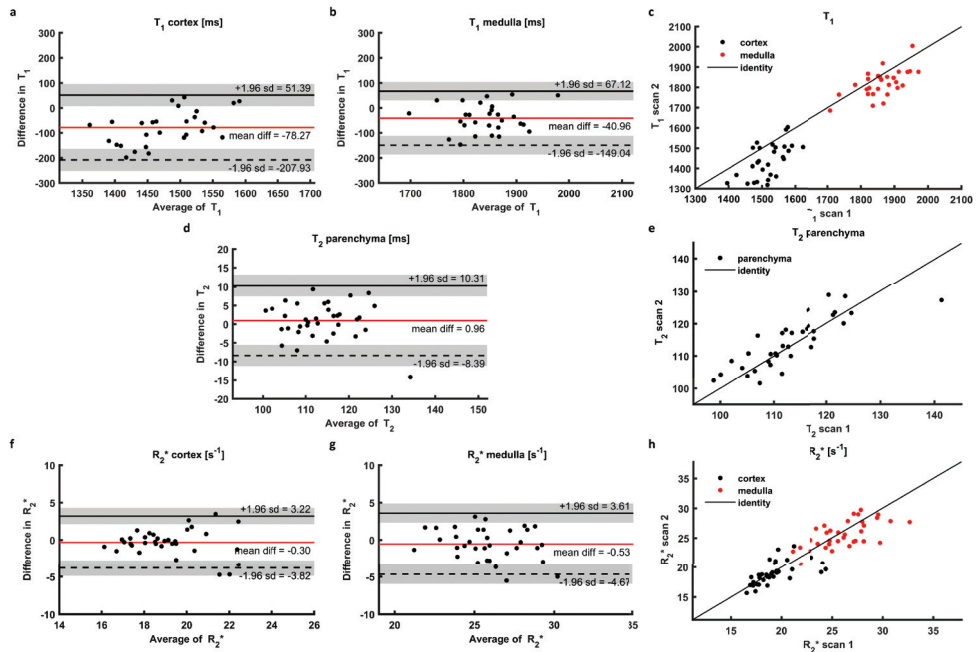 a
T1 cortex [ms]
300
200
100
0
-100
-200
-300
Difference in T1
+1.96 sd = 51.39
mean diff = -78.27
-1.96 sd = -207.93
1350 1400 1450 1500 1550 1600 1650 1700
Average of T1
b
T1 medulla [ms]
300
200
100
0
-100
-200
-300
Difference in T1
+1.96 sd = 67.12
mean diff = -40.96
-1.96 sd = -149.04
1700 1800 1900 2000 2100
Average of T1
c
T1
2100
2000
1900
1800
1700
1600
1500
1400
1300
T1 scan 2
cortex
medulla
identity
1300 1400 1500 1600 1700 1800 1900 2000 2100
scan 1
d
T2 parenchyma [ms]
20
15
10
5
0
-5
-10
-15
-20
Difference in T2
+1.96 sd = 10.31
mean diff = 0.96
-1.96 sd = -8.39
100 110 120 130 140 150
Average of T2
e
T2 parenchyma
140
130
120
110
100
T2 scan 2
parenchyma
identity
100 110 120 130 140
T2 scan 1
f
R2* cortex [s-1]
10
5
0
-5
-10
Difference in R2*
+1.96 sd = 3.22
mean diff = -0.30
-1.96 sd = -3.82
14 16 18 20 22 24 26
Average of R2*
g
R2* medulla [s-1]
10
5
0
-5
-10
Difference in R2*
+1.96 sd = 3.61
mean diff = -0.53
-1.96 sd = -4.67
20 25 30 35
Average of R2*
h
R2* [s-1]
35
30
25
20
15
R2* scan 2
cortex
medulla
identity
15 20 25 30 35
R2* scan 1